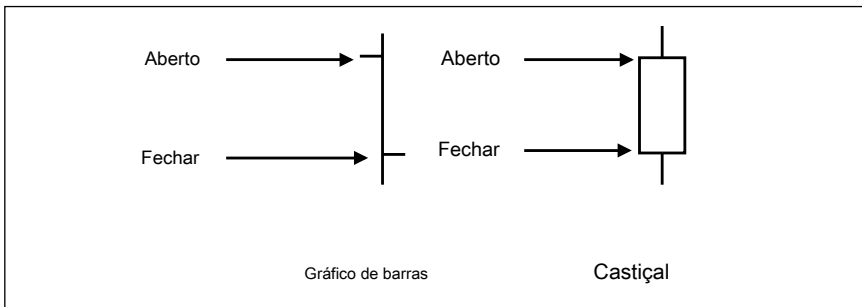 Aberto
Aberto
Fechar
Fechar
Gráfico de barras
Castiçal